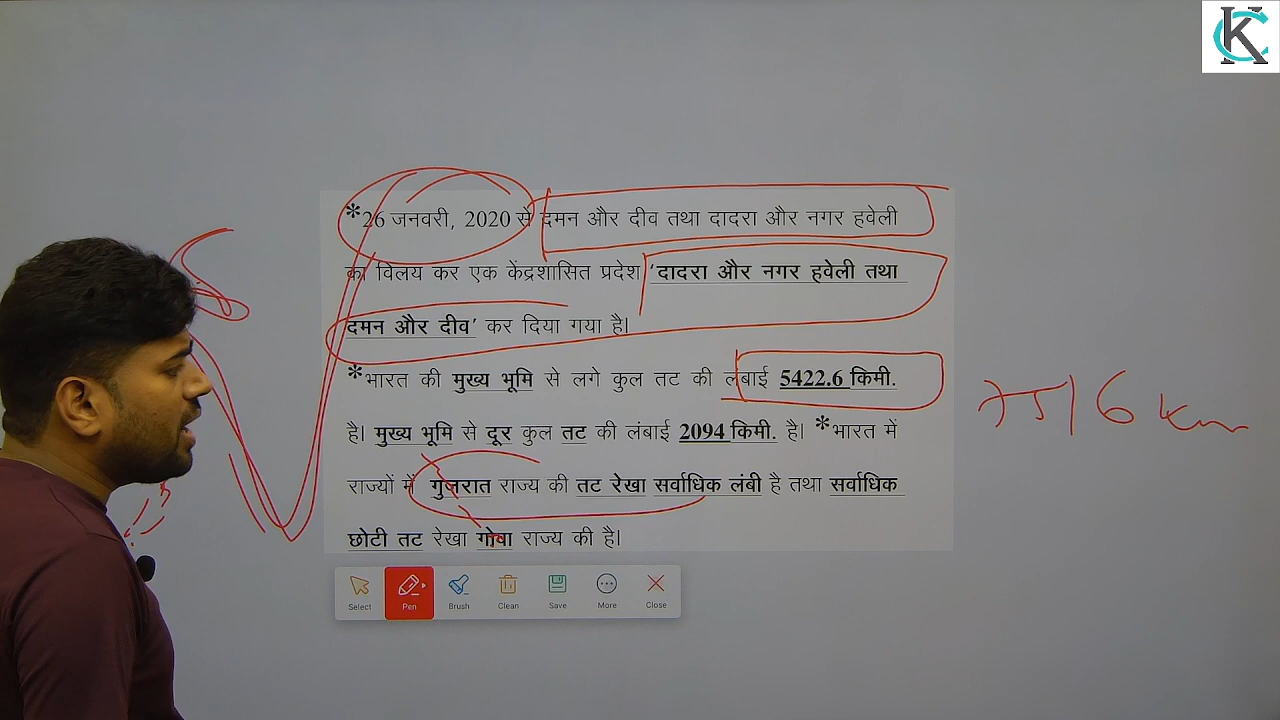 *26 जनवरी, 2020 से दमन और दीव तथा दादरा और नगर हवेली
का विलय कर एक केंद्रशासित प्रदेश 'दादरा और नगर हवेली तथा
दमन और दीव' कर दिया गया है।
*भारत की मुख्य भूमि से लगे कुल तट की लंबाई 5422.6 किमी.
है। मुख्य भूमि से दूर कुल तट की लंबाई 2094 किमी. है। *भारत में
राज्यों में गुजरात राज्य की तट रेखा सर्वाधिक लंबी है तथा सर्वाधिक
छोटी तट रेखा गोवा राज्य की है।
7516 Km
Select Pen Brush Clean Save More Close
KC